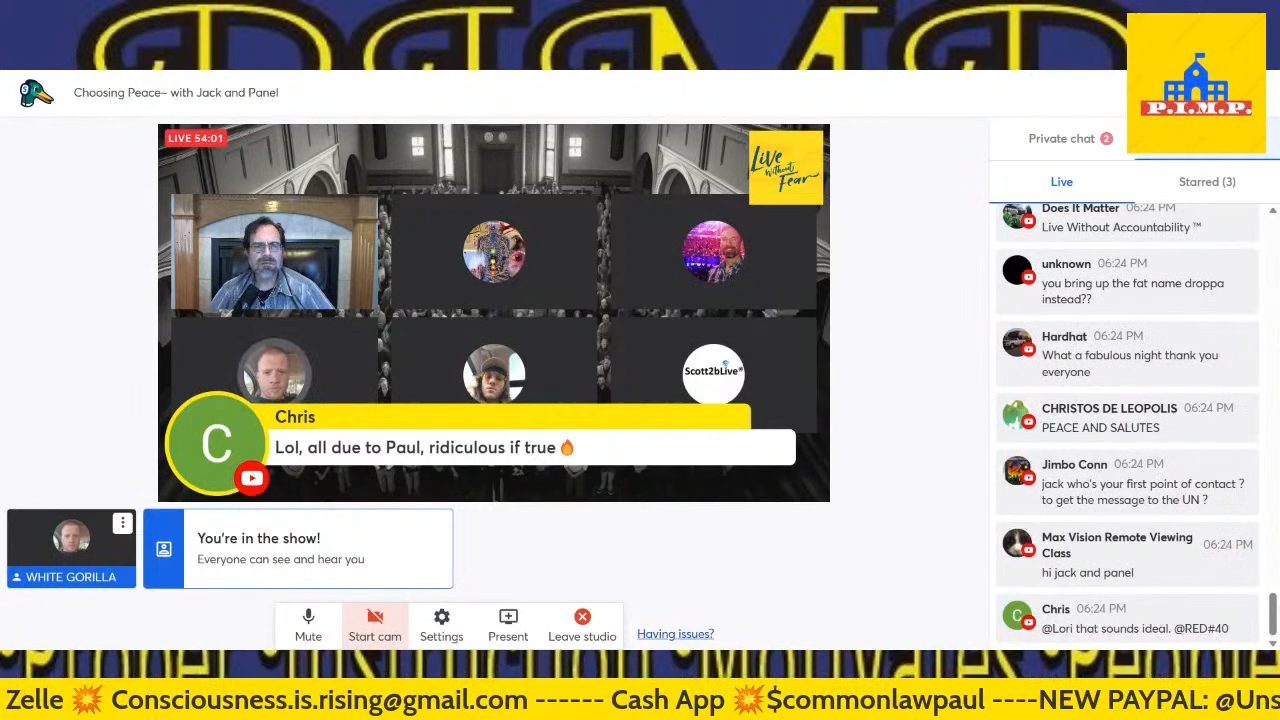 P.I.M.P.
P.I.M.P.
Choosing Peace~ with Jack and Panel
LIVE 54:01
Live
Without
Fear
Scott2bLive®
Chris
C
Lol, all due to Paul, ridiculous if true 🔥
WHITE GORILLA
You're in the show!
Everyone can see and hear you
Mute
Start cam
Settings
Present
Leave studio
Having issues?
Private chat 2
Live
Starred (3)
Does It Matter 06:24 PM
Live Without Accountability ™
unknown 06:24 PM
you bring up the fat name droppa
instead??
Hardhat 06:24 PM
What a fabulous night thank you
everyone
CHRISTOS DE LEOPOLIS 06:24 PM
PEACE AND SALUTES
Jimbo Conn 06:24 PM
jack who's your first point of contact ?
to get the message to the UN ?
Max Vision Remote Viewing
Class 06:24 PM
hi jack and panel
C
Chris 06:24 PM
@Lori that sounds ideal. @RED#40
Proper Instruction Motivates People
Zelle 💥 Consciousness.is.rising@gmail.com ------ Cash App 💥$commonlawpaul ----NEW PAYPAL: @Uns